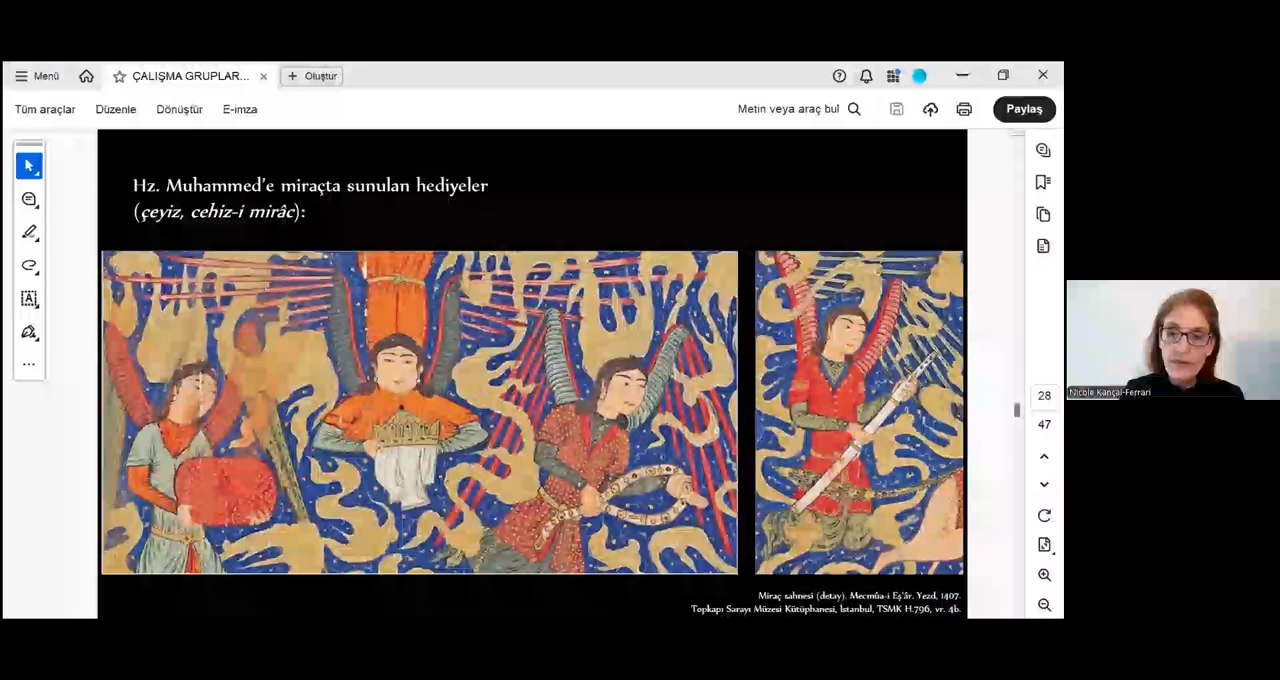 Menü
ÇALIŞMA GRUPLAR...
Oluştur
Tüm araçlar
Düzenle
Dönüştür
E-imza
Metin veya araç bul
Paylaş
Hz. Muhammed'e miraçta sunulan hediyeler
(çeyiz, cehiz-i mirâc):
28
47
Nicole Kançal-Ferrari
Miraç sahnesi (detay). Mecmûa-i Eş'âr. Yezd, 1407.
Topkapı Sarayı Müzesi Kütüphanesi, İstanbul, TSMK H.796, vr. 4b.